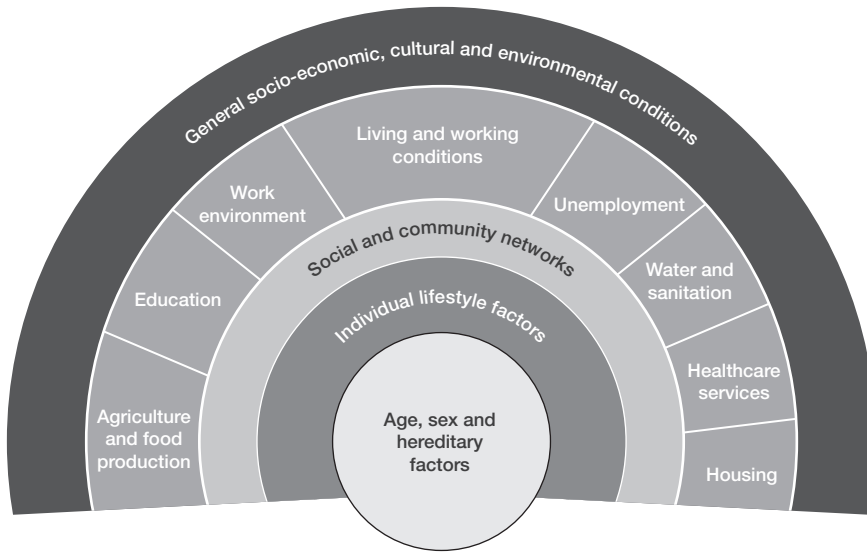 General socio-economic, cultural and environmental conditions
Living and working
conditions
Work
environment
Unemployment
Education
Water and
sanitation
Agriculture
and food
production
Healthcare
services
Housing
Social and community networks
Individual lifestyle factors
Age, sex and
hereditary
factors